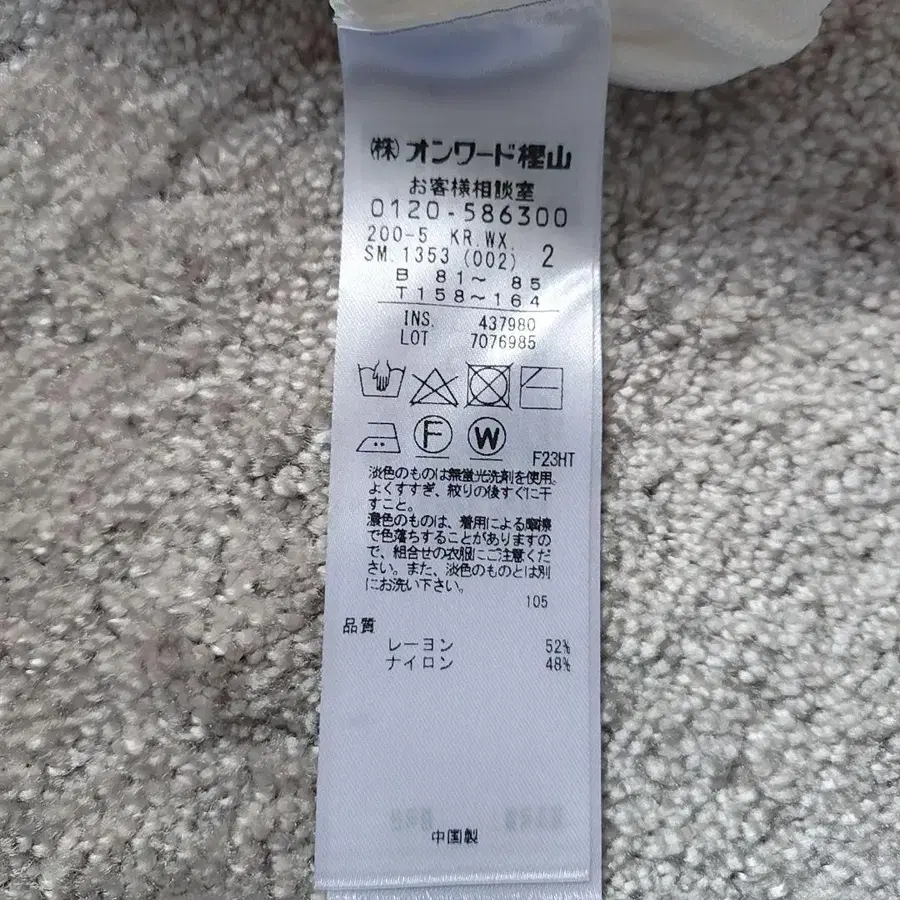 (株)オンワード樫山
お客様相談室
0120-586300
200-5 KR.WX. 2
SM.1353 (002)
B 81〜 85
T 158〜164
INS. 437980
LOT 7076985
F
W
F23HT
淡色のものは無蛍光洗剤を使用。
よくすすぎ、絞りの後すぐに干
すこと。
濃色のものは、着用による摩擦
で色落ちすることがありますの
で、組合せの衣服にご注意くだ
さい。また、淡色のものとは別
にお洗い下さい。
105
品質
レーヨン 52%
ナイロン 48%
中国製